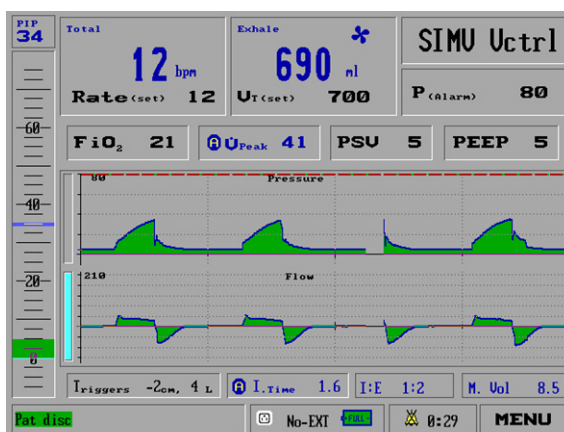 PIP
34
Total
12 bpm
Rate (set) 12
Exhale
690 ml
VT (set) 700
SIMV Vctrl
P (Alarm) 80
60
40
20
0
FiO2 21
A V̇Peak 41
PSV 5
PEEP 5
80
Pressure
210
Flow
Triggers -2cm, 4 L
A I.Time 1.6
I:E 1:2
M. Vol 8.5
Pat disc
No-EXT
FULL
0:29
MENU